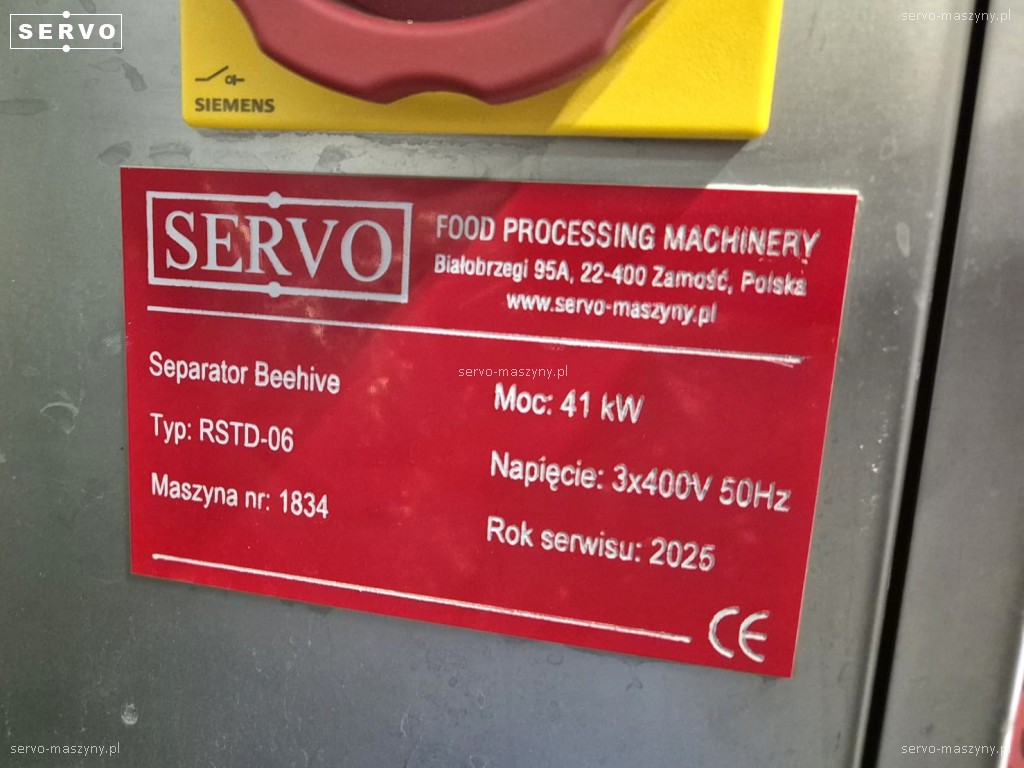 SERVO
servo-maszyny.pl
SIEMENS
SERVO
FOOD PROCESSING MACHINERY
Białobrzegi 95A, 22-400 Zamość, Polska
www.servo-maszyny.pl
Separator Beehive
servo-maszyny.pl
Moc: 41 kW
Typ: RSTD-06
Napięcie: 3x400V 50Hz
Maszyna nr: 1834
Rok serwisu: 2025
CE
servo-maszyny.pl
servo-maszyny.pl